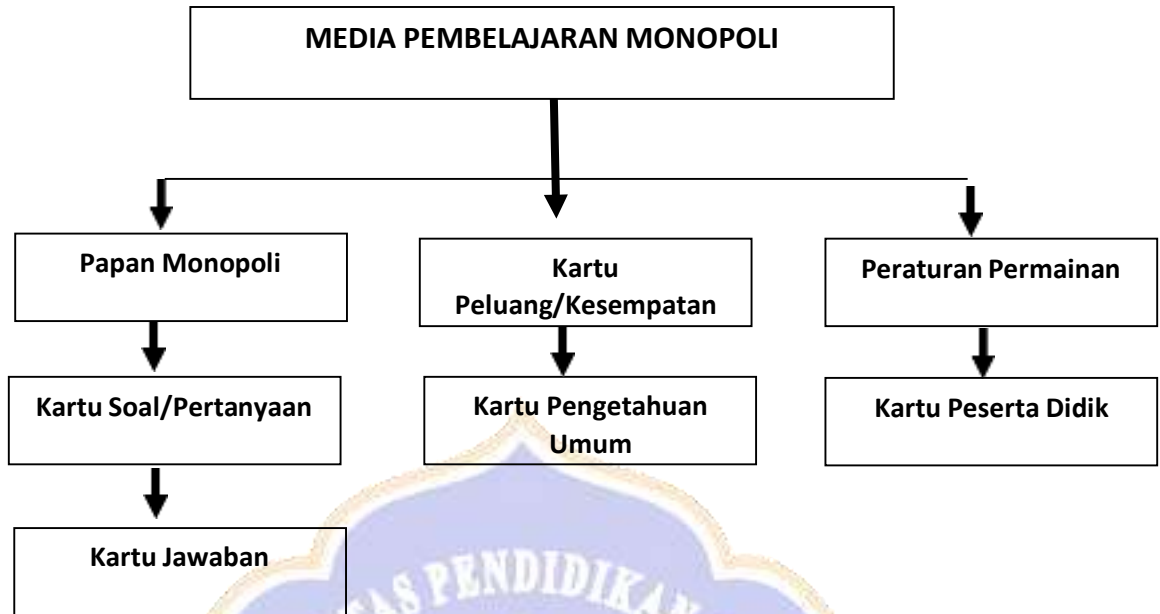 MEDIA PEMBELAJARAN MONOPOLI
Papan Monopoli
Kartu
Peluang/Kesempatan
Peraturan Permainan
Kartu Soal/Pertanyaan
Kartu Pengetahuan
Umum
Kartu Peserta Didik
Kartu Jawaban
PENDIDIKAN